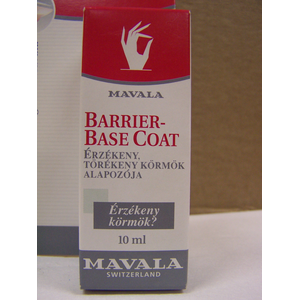 MAVALA
BARRIER-
BASE COAT
ÉRZÉKENY,
TÖRÉKENY KÖRMÖK
ALAPOZÓJA
Érzékeny
körmök?
10 ml
MAVALA
SWITZERLAND